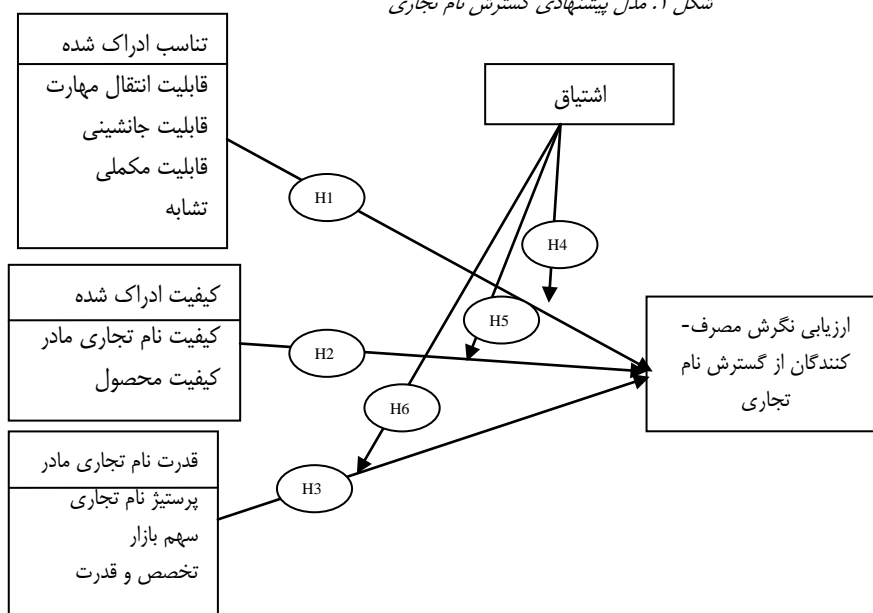 شکل ۱. مدل پیشنهادی گسترش نام تجاری
تناسب ادراک شده
قابلیت انتقال مهارت
قابلیت جانشینی
قابلیت مکملی
تشابه
اشتیاق
H1
H4
کیفیت ادراک شده
کیفیت نام تجاری مادر
کیفیت محصول
H5
H2
ارزیابی نگرش مصرف-
کنندگان از گسترش نام
تجاری
H6
قدرت نام تجاری مادر
پرستیژ نام تجاری
سهم بازار
تخصص و قدرت
H3